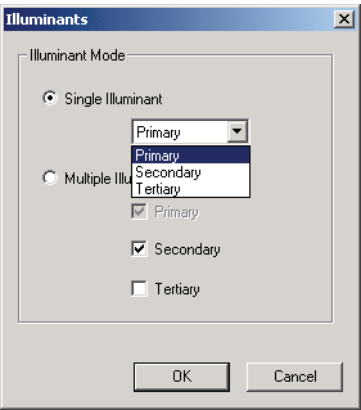 Illuminants
Illuminant Mode
Single Illuminant
Primary
Primary
Secondary
Tertiary
Multiple Illu
Primary
Secondary
Tertiary
OK
Cancel